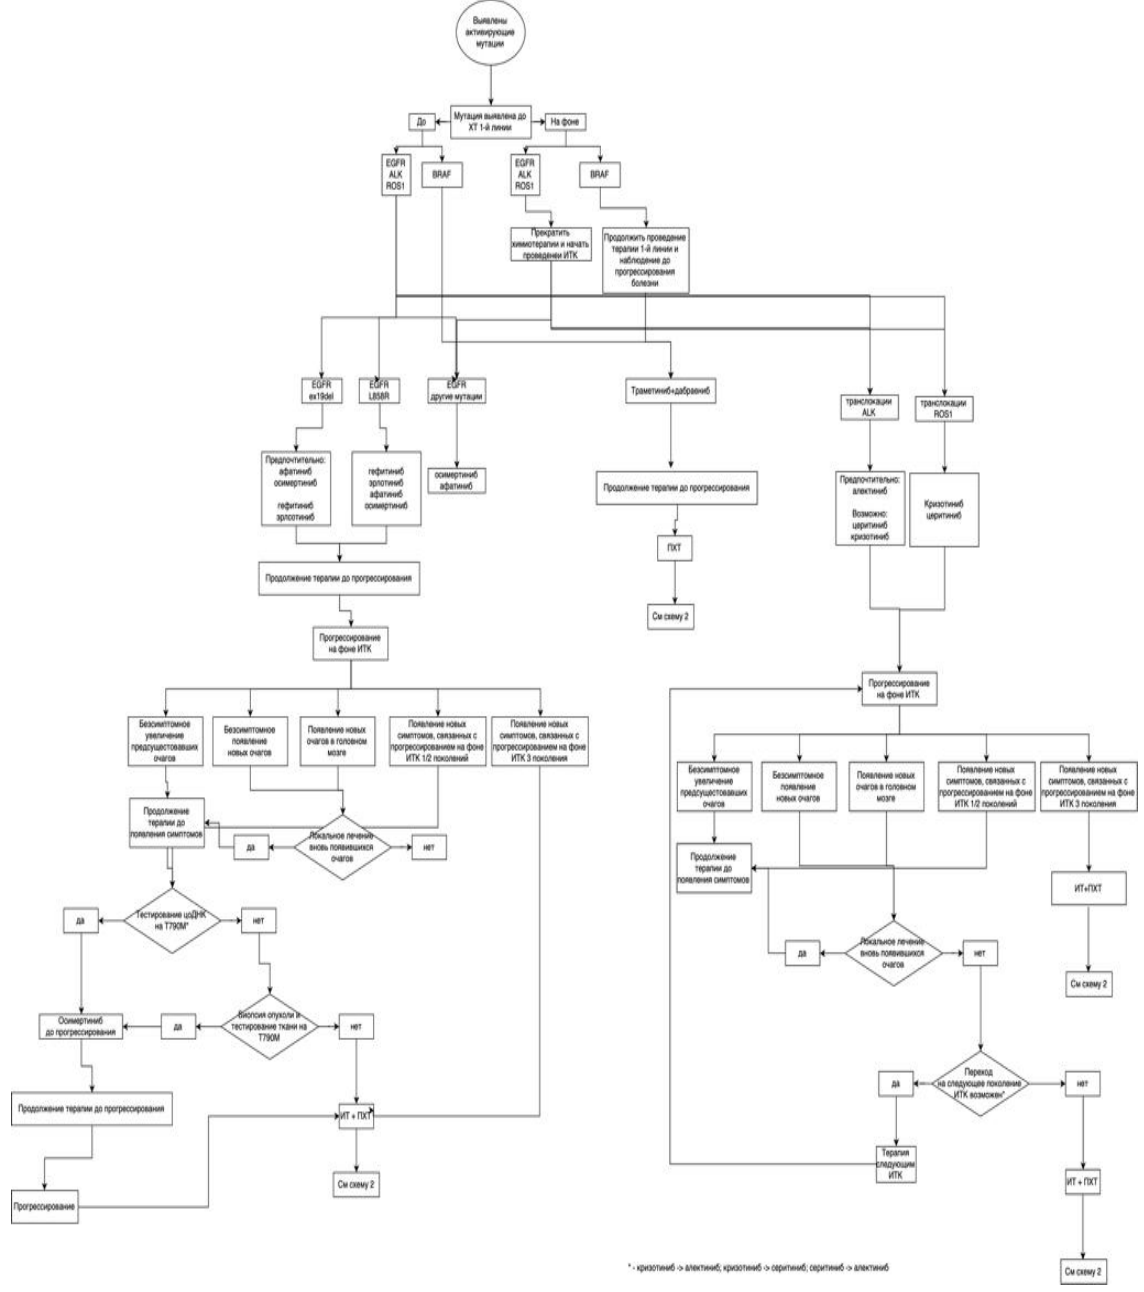 Выявлены
активирующие
мутации
До
Мутация выявлена до
ХТ 1-й линии
На фоне
EGFR
ALK
ROS1
BRAF
EGFR
ALK
ROS1
BRAF
Прекратить
химиотерапии и начать
проведенеи ИТК
Продолжить проведение
терапии 1-й линии и
наблюдение до
прогрессирования
болезни
EGFR
ex19del
EGFR
L858R
EGFR
другие мутации
Траметиниб+дабравниб
транслокации
ALK
транслокации
ROS1
Предпочтительно:
афатиниб
осимертиниб
гефитиниб
эрлсотиниб
гефитиниб
эрлотиниб
афатиниб
осимертиниб
осимертиниб
афатиниб
Продолжение терапии до прогрессирования
Предпочтительно:
алектиниб
Возможно:
церитиниб
кризотиниб
Кризотиниб
церитиниб
ПХТ
См схему 2
Продолжение терапии до прогрессирования
Прогрессирование
на фоне ИТК
Безсимптомное
увеличение
предсуществовавших
очагов
Безсимптомное
появление
новых очагов
Появление новых
очагов в головном
мозге
Появление новых
симптомов, связанных с
прогрессированием на фоне
ИТК 1/2 поколений
Появление новых
симптомов, связанных с
прогрессированием на фоне
ИТК 3 поколения
Продолжение
терапии до
появления симптомов
да
Локальное лечение
вновь появившихся
очагов
нет
да
Тестирование цоДНК
на T790M*
нет
Осимертиниб
до прогрессирования
да
Биопсия опухоли и
тестирование ткани на
T790M
нет
Продолжение терапии до прогрессирования
ИТ + ПХТ
Прогрессирование
См схему 2
Прогрессирование
на фоне ИТК
Безсимптомное
увеличение
предсуществовавших
очагов
Безсимптомное
появление
новых очагов
Появление новых
очагов в головном
мозге
Появление новых
симптомов, связанных с
прогрессированием на фоне
ИТК 1/2 поколений
Появление новых
симптомов, связанных с
прогрессированием на фоне
ИТК 3 поколения
Продолжение
терапии до
появления симптомов
ИТ+ПХТ
См схему 2
да
Локальное лечение
вновь появившихся
очагов
нет
да
Переход
на следующее поколение
ИТК возможен*
нет
Терапия
следующим
ИТК
ИТ + ПХТ
См схему 2
* - кризотиниб -> алектиниб; кризотиниб -> серитиниб; серитиниб -> алектиниб